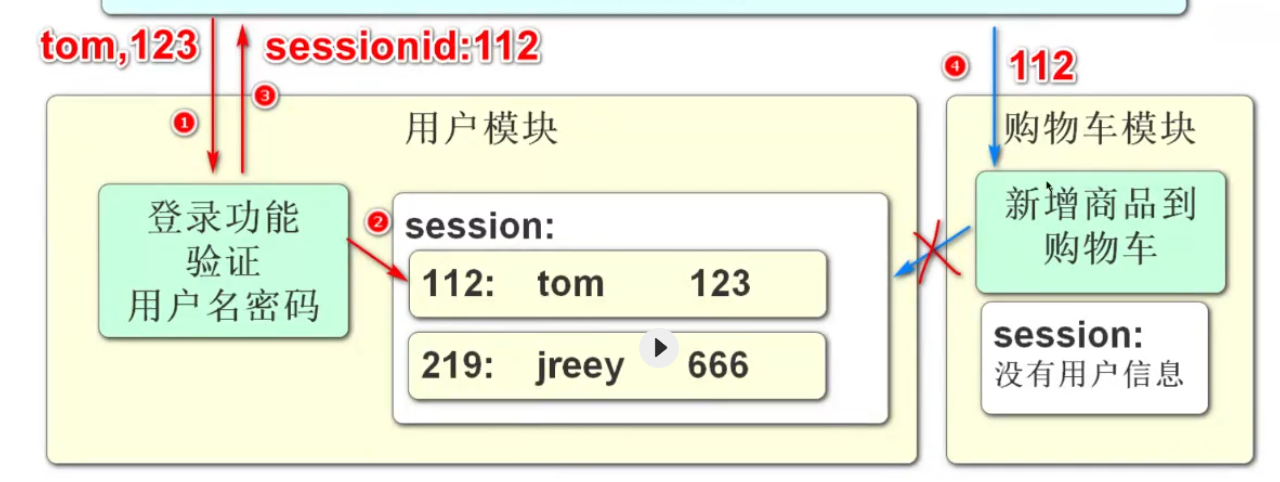 tom,123
sessionid:112
112
1
3
4
用户模块
购物车模块
登录功能
验证
用户名密码
2
session:
112: tom 123
219: jreey 666
新增商品到
购物车
session:
没有用户信息